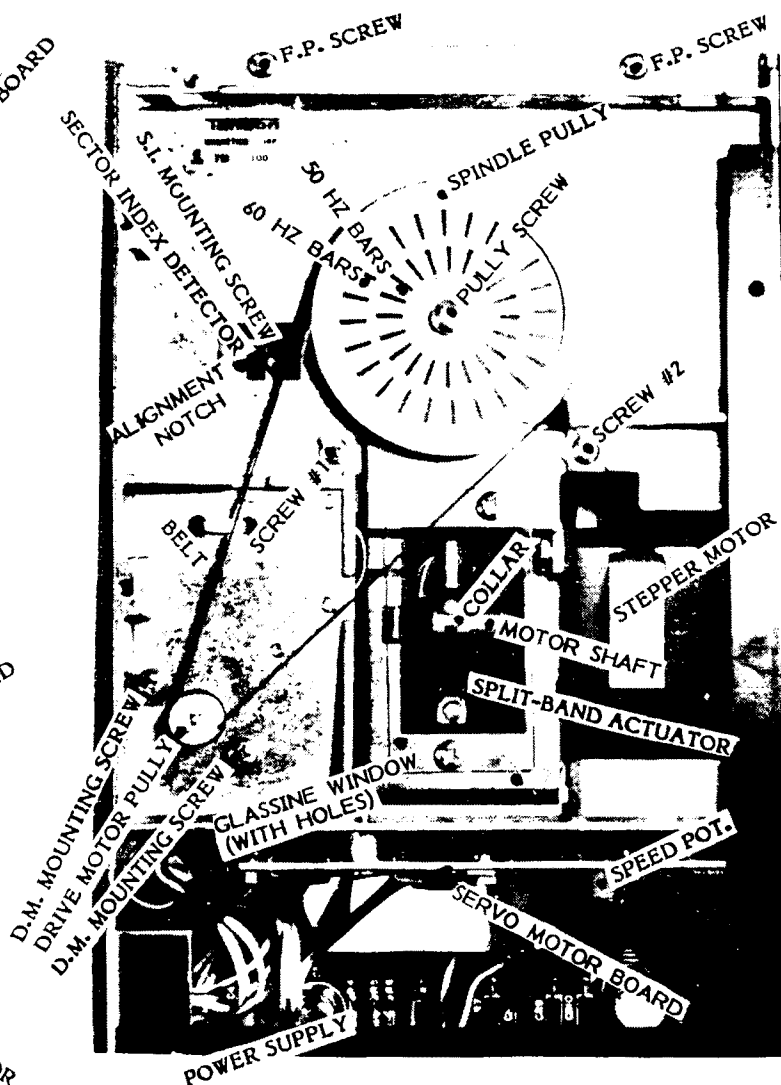 BOARD
F.P. SCREW
F.P. SCREW
SECTOR INDEX DETECTOR
S.I. MOUNTING SCREW
50 HZ BARS
60 HZ BARS
SPINDLE PULLY
PULLY SCREW
ALIGNMENT
NOTCH
SCREW #2
BELT
SCREW #1
COLLAR
STEPPER MOTOR
MOTOR SHAFT
3
SPLIT-BAND ACTUATOR
D.M. MOUNTING SCREW
DRIVE MOTOR PULLY
D.M. MOUNTING SCREW
GLASSINE WINDOW
(WITH HOLES)
SPEED POT.
SERVO MOTOR BOARD
POWER SUPPLY